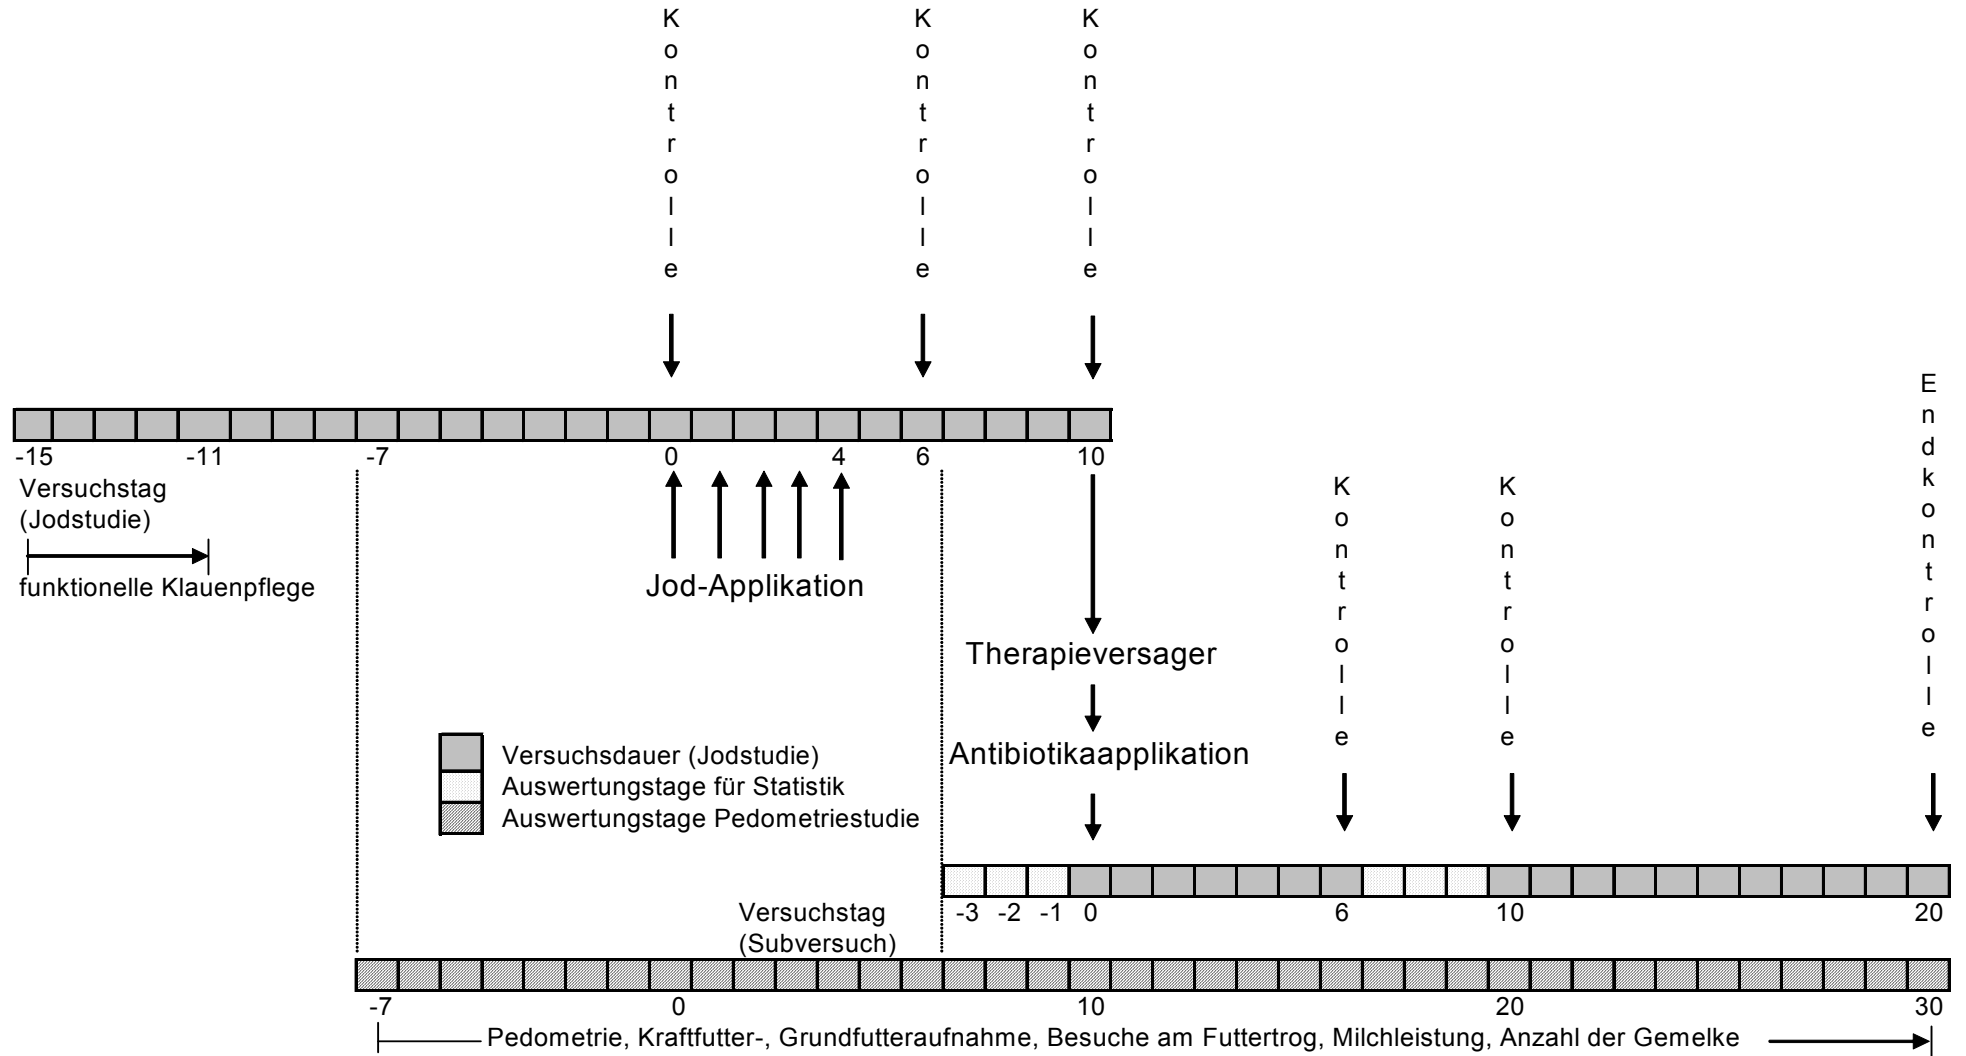 Kontrolle
Kontrolle
Kontrolle
-15 -11 -7 0 4 6 10
Versuchstag
(Jodstudie)
funktionelle Klauenpflege
Jod-Applikation
Kontrolle
Kontrolle
Endkontrolle
Therapieversager
Antibiotikaapplikation
Versuchsdauer (Jodstudie)
Auswertungstage für Statistik
Auswertungstage Pedometriestudie
-3 -2 -1 0 6 10 20
Versuchstag
(Subversuch)
-7 0 10 20 30
Pedometrie, Kraftfutter-, Grundfutteraufnahme, Besuche am Futtertrog, Milchleistung, Anzahl der Gemelke